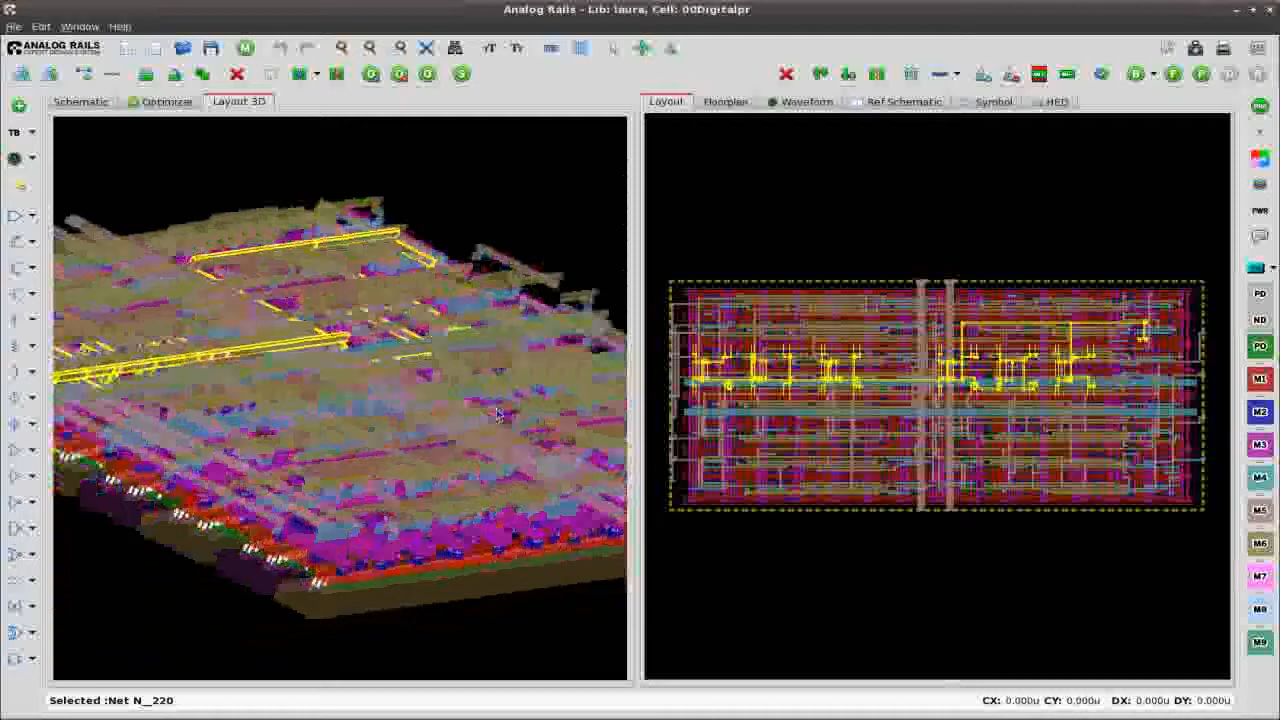 Analog Rails - Lib: laura, Cell: 00Digitalpr
File Edit Window Help
ANALOG RAILS
Schematic Optimizer Layout 3D
Layout Floorplan Waveform Ref Schematic Symbol HED
TB
PWR
PD
ND
PO
M1
M2
M3
M4
M5
M6
M7
M8
M9
Selected :Net N__220
CX: 0.000u CY: 0.000u DX: 0.000u DY: 0.000u